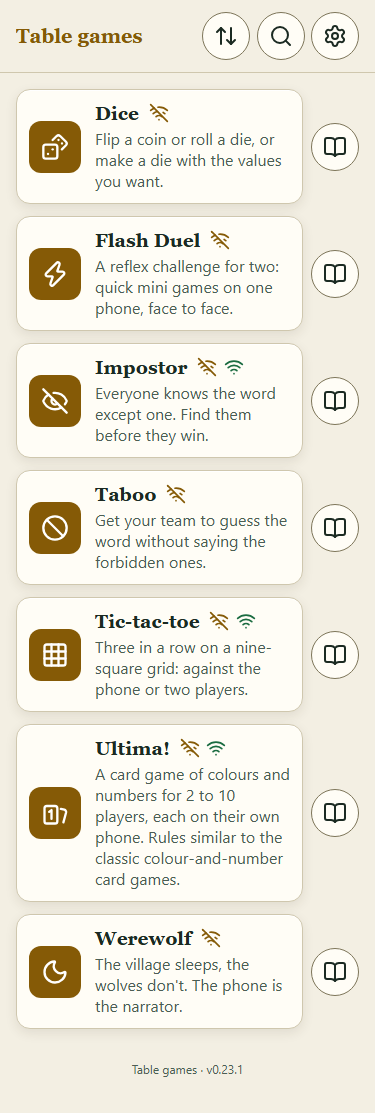 Table games
Dice
Flip a coin or roll a die, or
make a die with the values
you want.
Flash Duel
A reflex challenge for two:
quick mini games on one
phone, face to face.
Impostor
Everyone knows the word
except one. Find them
before they win.
Taboo
Get your team to guess the
word without saying the
forbidden ones.
Tic-tac-toe
Three in a row on a nine-
square grid: against the
phone or two players.
1
Ultima!
A card game of colours and
numbers for 2 to 10
players, each on their own
phone. Rules similar to the
classic colour-and-number
card games.
Werewolf
The village sleeps, the
wolves don't. The phone is
the narrator.
Table games · v0.23.1